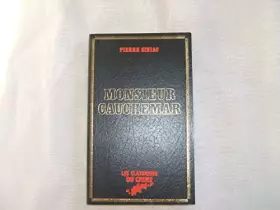 PIERRE SINIAC
MONSIEUR
CAUCHEMAR
LES CLASSIQUES
DU CRIME